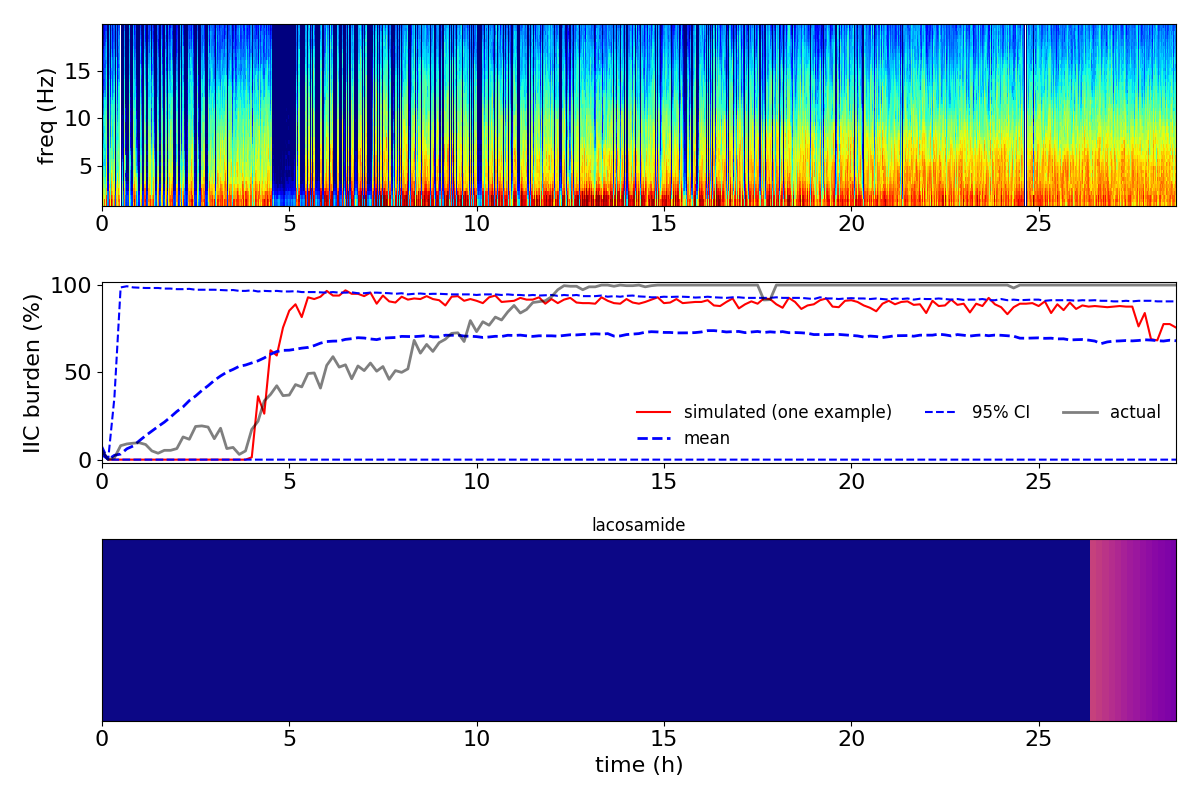 freq (Hz)
15
10
5
0 5 10 15 20 25
IIC burden (%)
100
50
0
simulated (one example) 95% CI actual
mean
0 5 10 15 20 25
lacosamide
0 5 10 15 20 25
time (h)